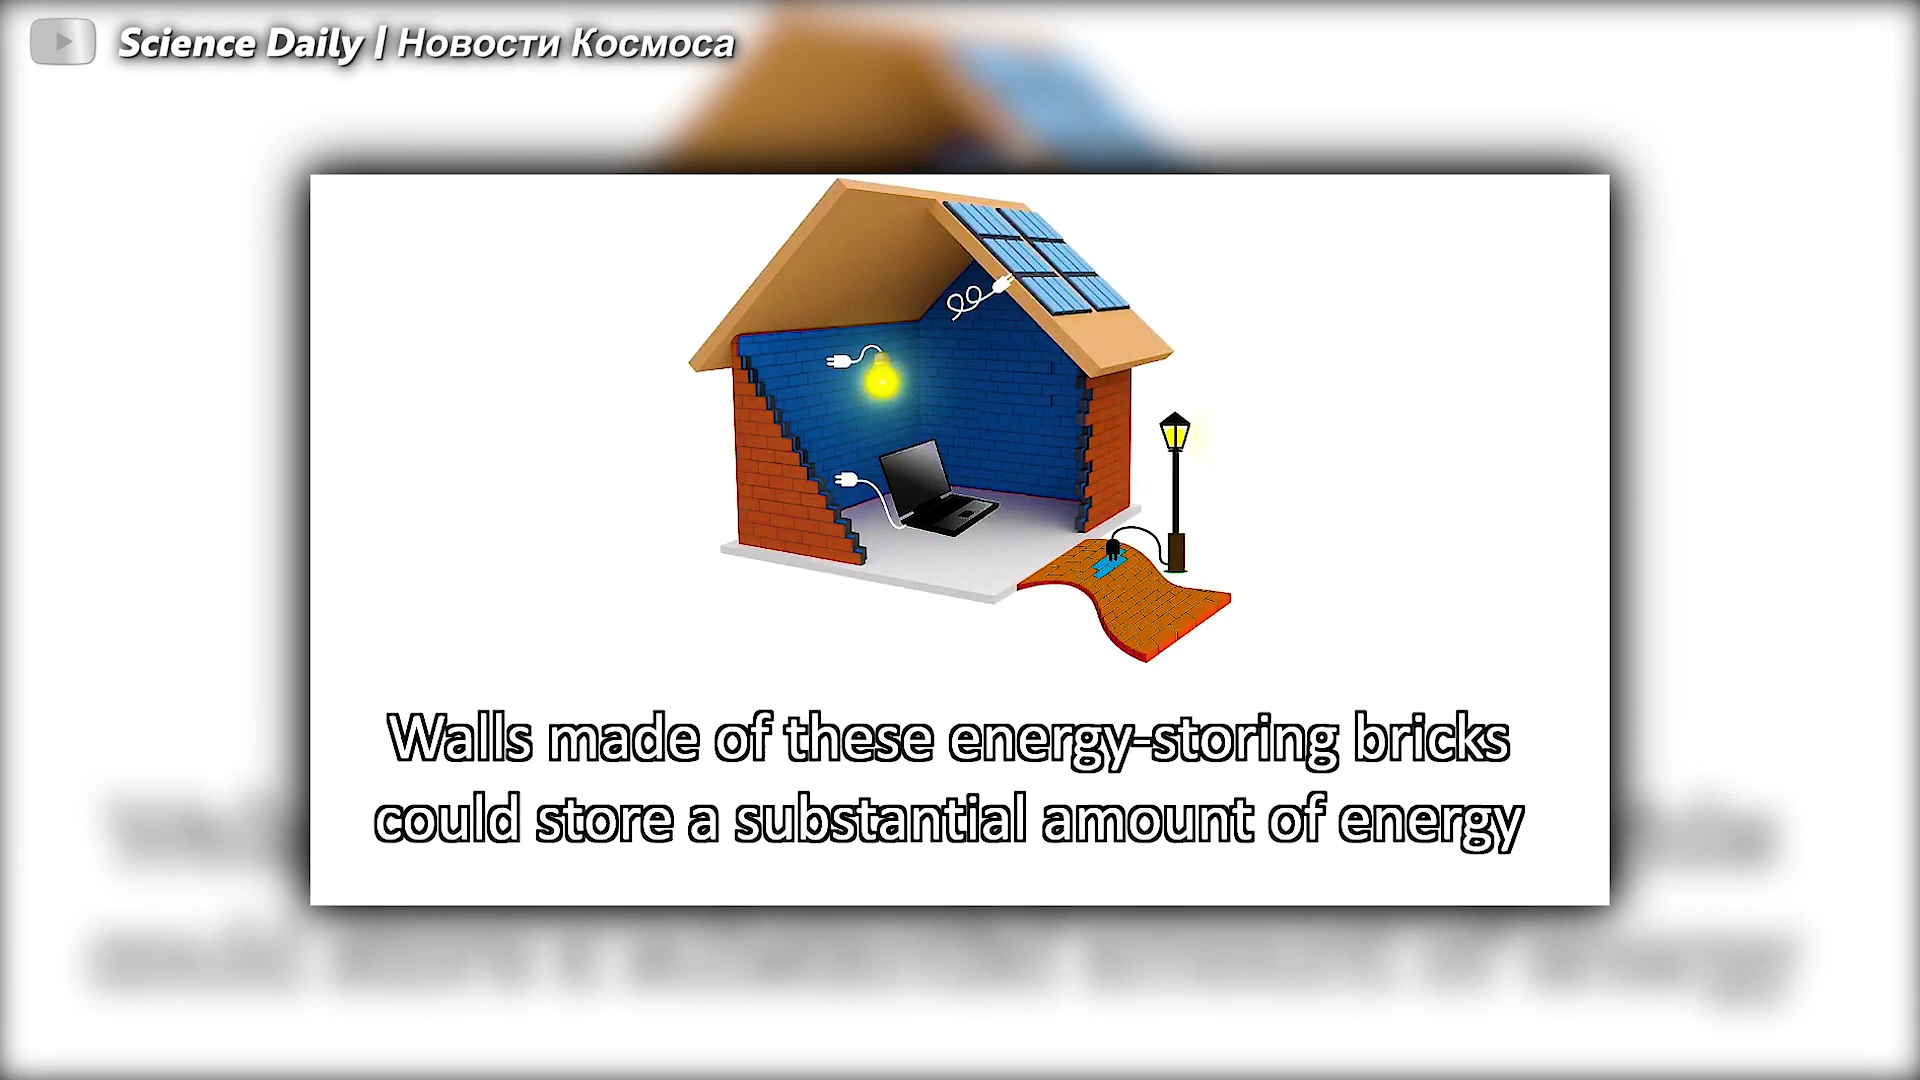 Science Daily | Новости Космоса
Walls made of these energy-storing bricks
could store a substantial amount of energy